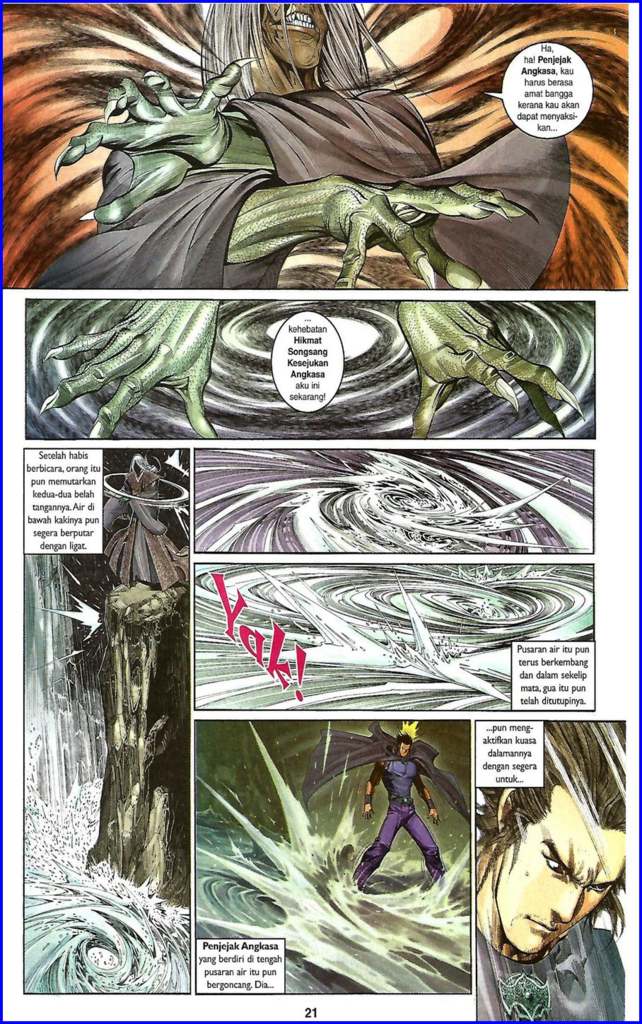 Ha,
ha! Penjejak
Angkasa, kau
harus berasa
amat bangga
kerana kau akan
dapat menyaksi-
kan...
...
kehebatan
Hikmat
Songsang
Kesejukan
Angkasa
aku ini
sekarang!
Setelah habis
berbicara, orang itu
pun memutarkan
kedua-dua belah
tangannya. Air di
bawah kakinya pun
segera berputar
dengan ligat.
Yak!
Pusaran air itu pun
terus berkembang
dan dalam sekelip
mata, gua itu pun
telah ditutupinya.
Penjejak Angkasa
yang berdiri di tengah
pusaran air itu pun
bergoncang. Dia...
...pun meng-
aktifkan kuasa
dalamannya
dengan segera
untuk...
21